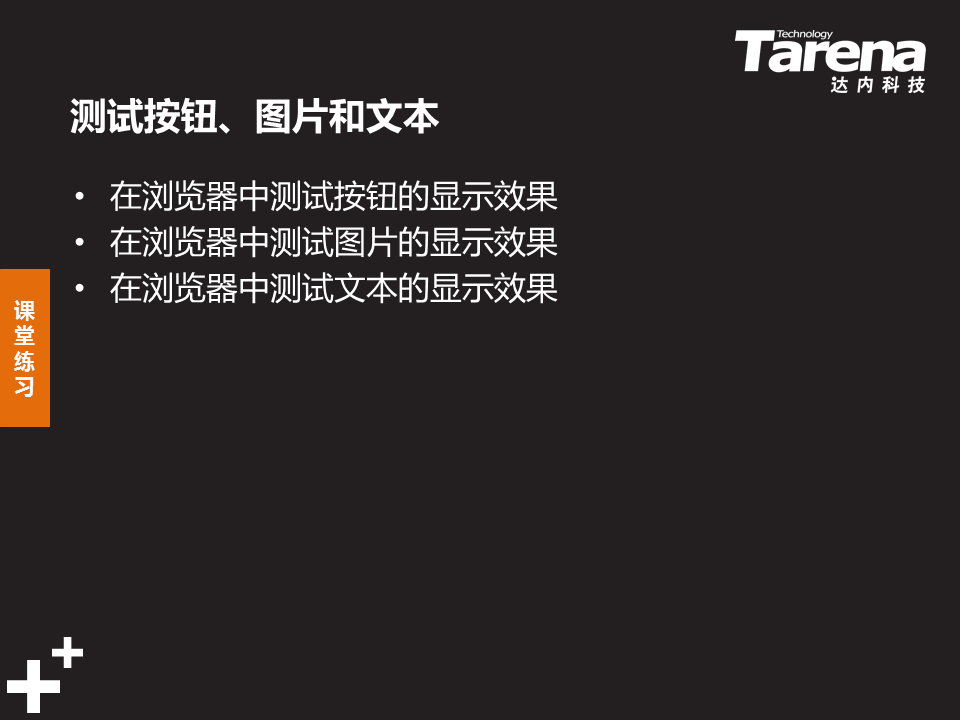 Technology
Tarena
达内科技
测试按钮、图片和文本
• 在浏览器中测试按钮的显示效果
• 在浏览器中测试图片的显示效果
• 在浏览器中测试文本的显示效果
课
堂
练
习